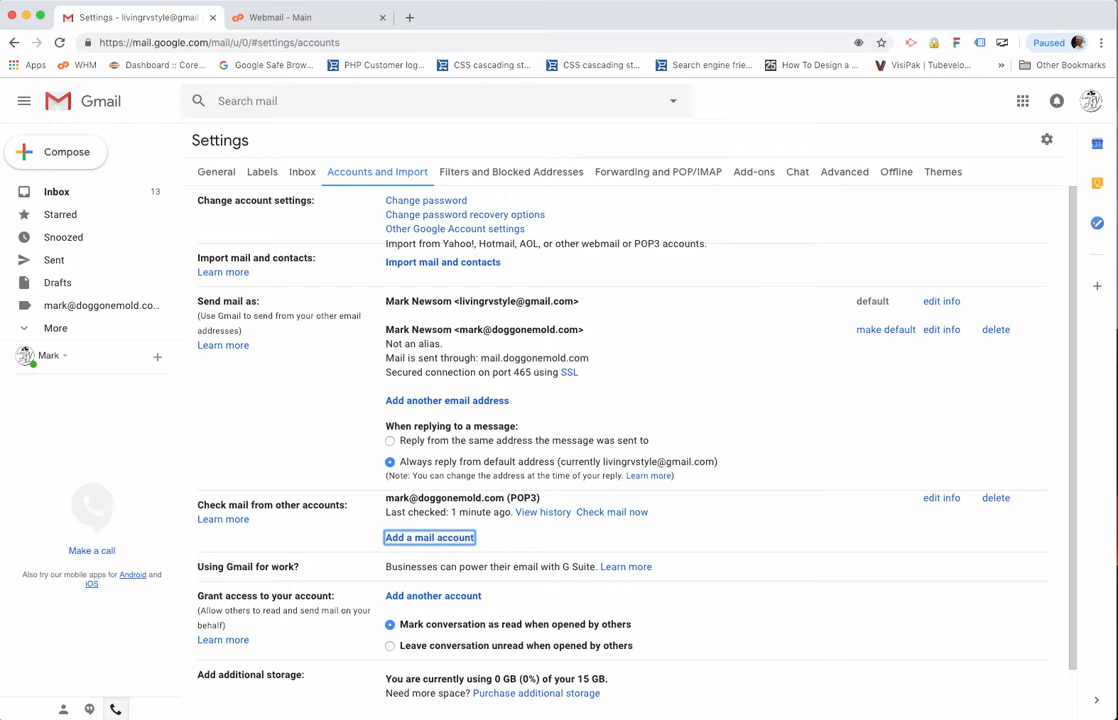 Settings - livingrvstyle@gmail
Webmail - Main
https://mail.google.com/mail/u/0/#settings/accounts
Paused
Apps
WHM
Dashboard :: Core...
Google Safe Brow...
PHP Customer log...
CSS cascading st...
CSS cascading st...
Search engine frie...
How To Design a ...
VisiPak | Tubevelo...
»
Other Bookmarks
Gmail
Search mail
Compose
Inbox 13
Starred
Snoozed
Sent
Drafts
mark@doggonemold.co...
More
Mark
Make a call
Also try our mobile apps for Android and
iOS
Settings
General Labels Inbox Accounts and Import Filters and Blocked Addresses Forwarding and POP/IMAP Add-ons Chat Advanced Offline Themes
Change account settings:
Change password
Change password recovery options
Other Google Account settings
Import from Yahoo!, Hotmail, AOL, or other webmail or POP3 accounts.
Import mail and contacts:
Learn more
Import mail and contacts
Send mail as:
(Use Gmail to send from your other email
addresses)
Learn more
Mark Newsom <livingrvstyle@gmail.com> default edit info
Mark Newsom <mark@doggonemold.com> make default edit info delete
Not an alias.
Mail is sent through: mail.doggonemold.com
Secured connection on port 465 using SSL
Add another email address
When replying to a message:
Reply from the same address the message was sent to
Always reply from default address (currently livingrvstyle@gmail.com)
(Note: You can change the address at the time of your reply. Learn more)
Check mail from other accounts:
Learn more
mark@doggonemold.com (POP3) edit info delete
Last checked: 1 minute ago. View history Check mail now
Add a mail account
Using Gmail for work? Businesses can power their email with G Suite. Learn more
Grant access to your account:
(Allow others to read and send mail on your
behalf)
Learn more
Add another account
Mark conversation as read when opened by others
Leave conversation unread when opened by others
Add additional storage:
You are currently using 0 GB (0%) of your 15 GB.
Need more space? Purchase additional storage